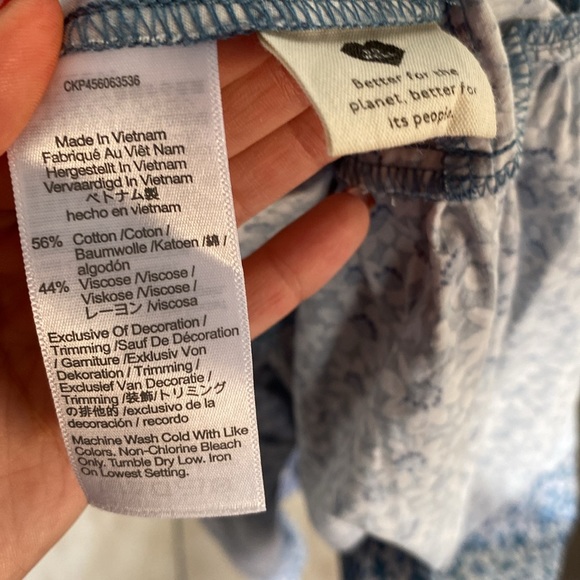 CKP456063536
Made In Vietnam
Fabriqué Au Viêt Nam
Hergestellt In Vietnam
Vervaardigd In Vietnam
ベトナム製
hecho en vietnam
56% Cotton /Coton /
Baumwolle /Katoen /綿 /
algodón
44% Viscose /Viscose /
Viskose /Viscose /
レーヨン /viscosa
Exclusive Of Decoration /
Trimming /Sauf De Décoration
/ Garniture /Exklusiv Von
Dekoration / Trimming /
Exclusief Van Decoratie /
Trimming /装飾/トリミング
の排他的 /exclusivo de la
decoración / recordo
Machine Wash Cold With Like
Colors. Non-Chlorine Bleach
Only. Tumble Dry Low. Iron
On Lowest Setting.
Better for the
planet, better for
its people